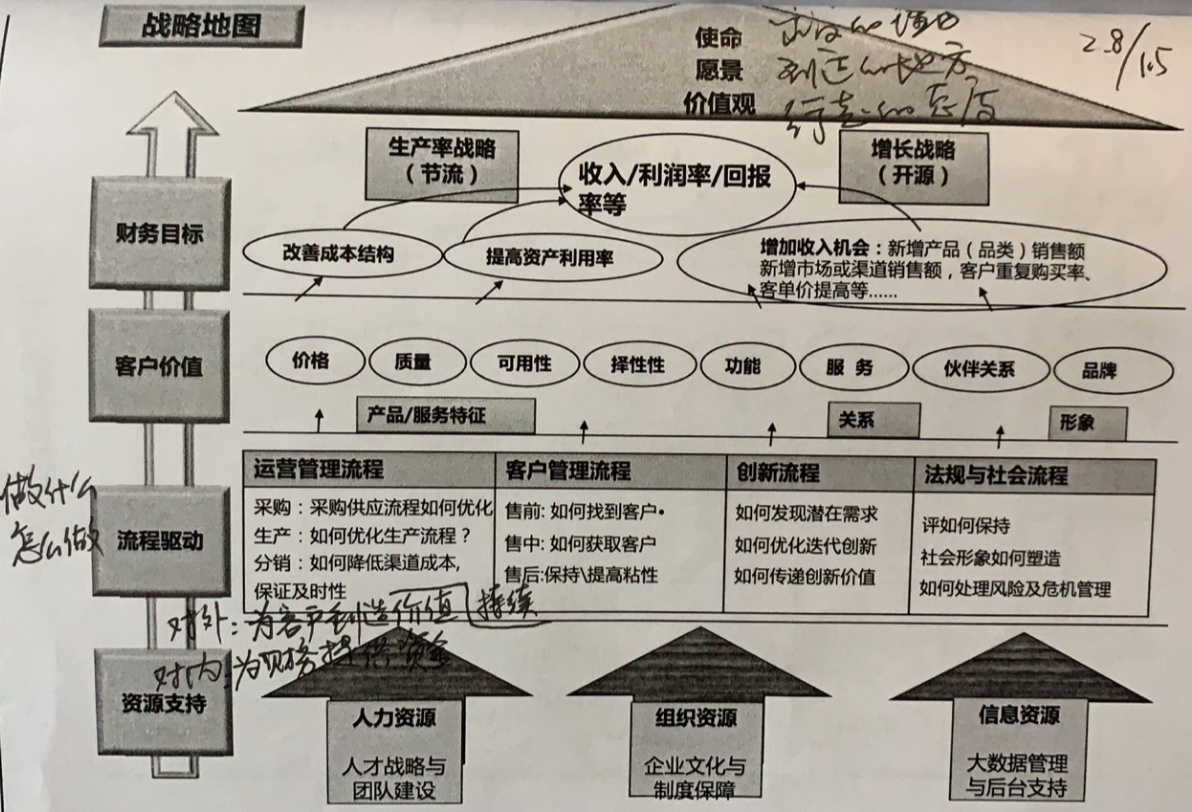 战略地图
使命
愿景 到达的地方
价值观 行走的态度
2.8/1.5
生产率战略
（节流）
收入/利润率/回报
率等
增长战略
（开源）
财务目标
改善成本结构
提高资产利用率
增加收入机会：新增产品（品类）销售额
新增市场或渠道销售额，客户重复购买率、
客单价提高等……
客户价值
价格
质量
可用性
择性性
功能
服 务
伙伴关系
品牌
产品/服务特征
关系
形象
做什么
怎么做
流程驱动
运营管理流程
采购：采购供应流程如何优化
生产：如何优化生产流程？
分销：如何降低渠道成本,
保证及时性
客户管理流程
售前: 如何找到客户•
售中: 如何获取客户
售后:保持\提高粘性
创新流程
如何发现潜在需求
如何优化迭代创新
如何传递创新价值
法规与社会流程
评如何保持
社会形象如何塑造
如何处理风险及危机管理
对外：为客户创造价值 持续
对内：为财务提供资金
资源支持
人力资源
人才战略与
团队建设
组织资源
企业文化与
制度保障
信息资源
大数据管理
与后台支持